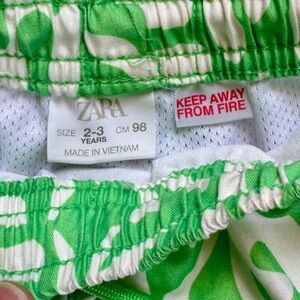 ZARA
SIZE 2-3 YEARS CM 98
MADE IN VIETNAM
KEEP AWAY
FROM FIRE